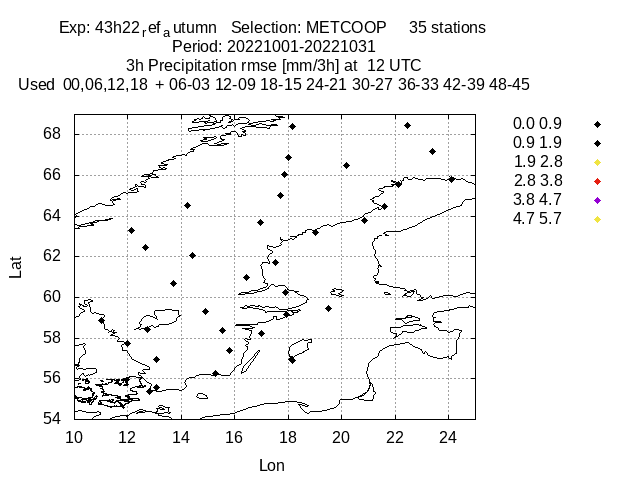 Exp: 43h22ref autumn Selection: METCOOP 35 stations
Period: 20221001-20221031
3h Precipitation rmse [mm/3h] at 12 UTC
Used 00,06,12,18 + 06-03 12-09 18-15 24-21 30-27 36-33 42-39 48-45
0.0 0.9
0.9 1.9
1.9 2.8
2.8 3.8
3.8 4.7
4.7 5.7
68
66
64
62
60
58
56
54
Lat
10 12 14 16 18 20 22 24
Lon